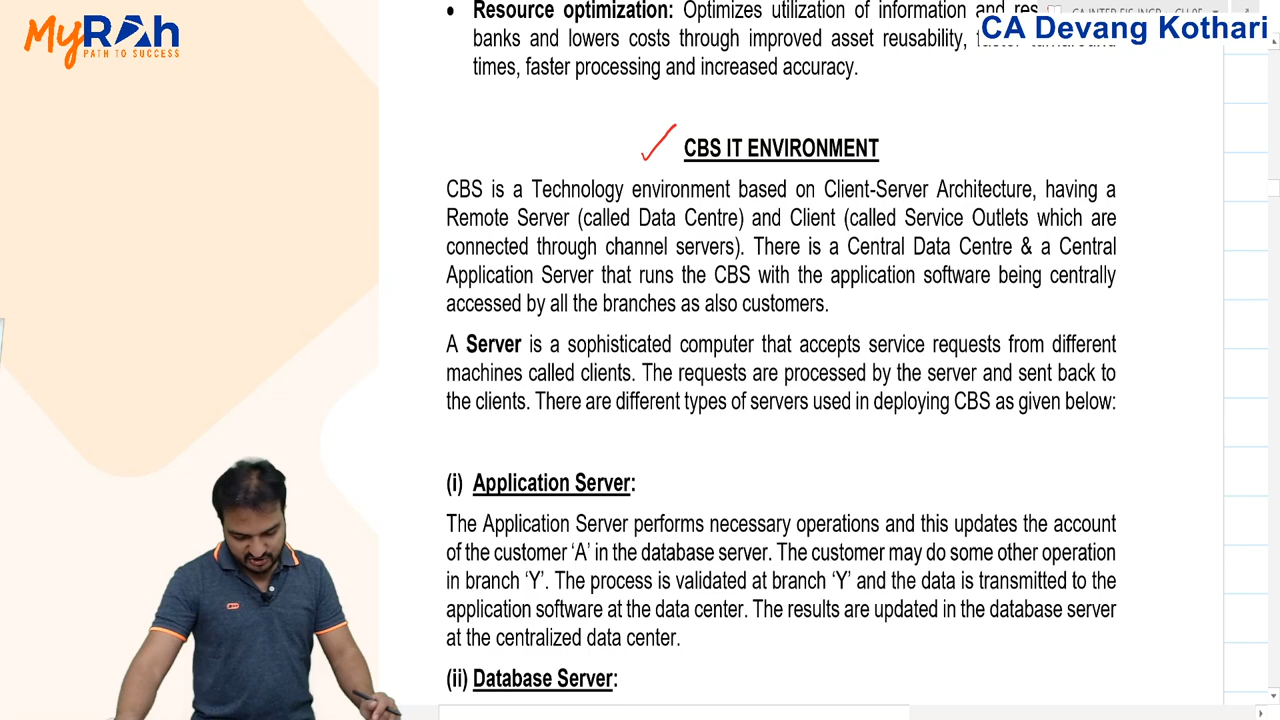 MyRAh
PATH TO SUCCESS
CA Devang Kothari
• Resource optimization: Optimizes utilization of information and
banks and lowers costs through improved asset reusability, faster turnaround
times, faster processing and increased accuracy.
CBS IT ENVIRONMENT
CBS is a Technology environment based on Client-Server Architecture, having a
Remote Server (called Data Centre) and Client (called Service Outlets which are
connected through channel servers). There is a Central Data Centre & a Central
Application Server that runs the CBS with the application software being centrally
accessed by all the branches as also customers.
A Server is a sophisticated computer that accepts service requests from different
machines called clients. The requests are processed by the server and sent back to
the clients. There are different types of servers used in deploying CBS as given below:
(i) Application Server:
The Application Server performs necessary operations and this updates the account
of the customer ‘A’ in the database server. The customer may do some other operation
in branch ‘Y’. The process is validated at branch ‘Y’ and the data is transmitted to the
application software at the data center. The results are updated in the database server
at the centralized data center.
(ii) Database Server: